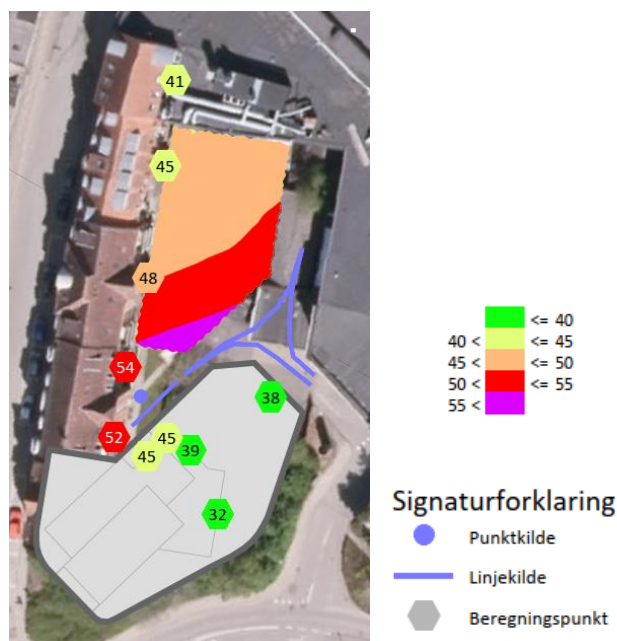 41
45
48
54
52
45
45
39
38
32
<= 40
40 < <= 45
45 < <= 50
50 < <= 55
55 <
Signaturforklaring
Punktkilde
Linjekilde
Beregningspunkt